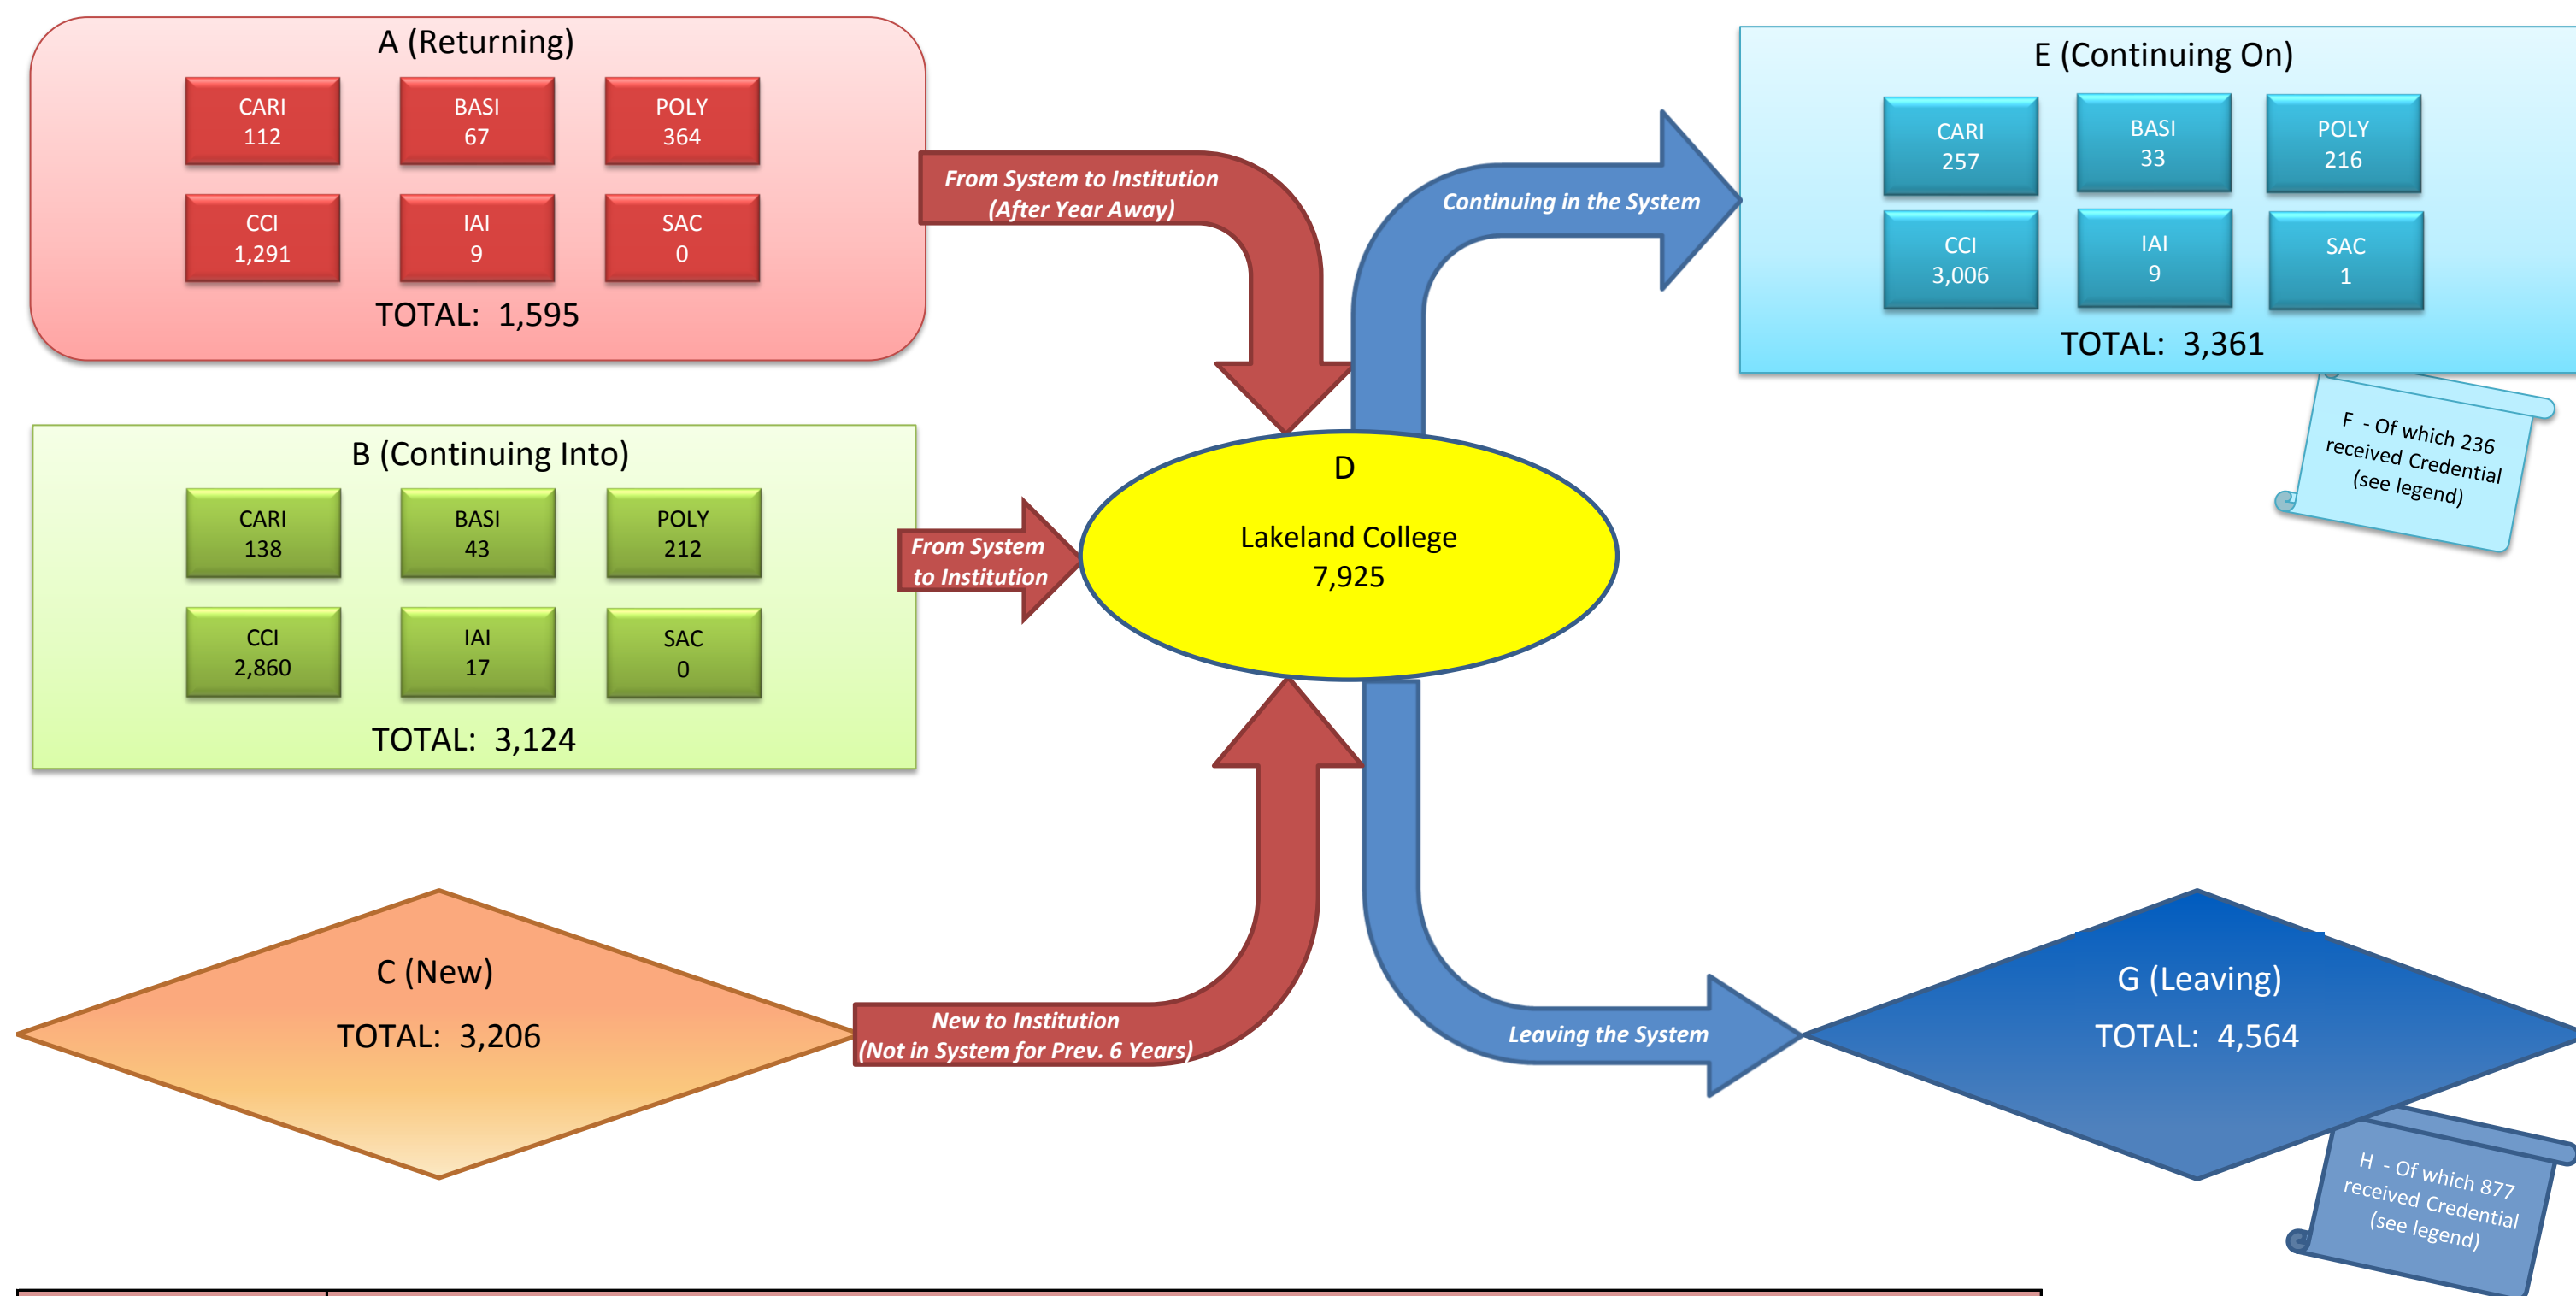 A (Returning)
CARI
112
BASI
67
POLY
364
CCI
1,291
IAI
9
SAC
0
TOTAL: 1,595
From System to Institution
(After Year Away)
Continuing in the System
E (Continuing On)
CARI
257
BASI
33
POLY
216
CCI
3,006
IAI
9
SAC
1
TOTAL: 3,361
F - Of which 236
received Credential
(see legend)
B (Continuing Into)
CARI
138
BASI
43
POLY
212
CCI
2,860
IAI
17
SAC
0
TOTAL: 3,124
From System
to Institution
D
Lakeland College
7,925
C (New)
TOTAL: 3,206
New to Institution
(Not in System for Prev. 6 Years)
Leaving the System
G (Leaving)
TOTAL: 4,564
H - Of which 877
received Credential
(see legend)